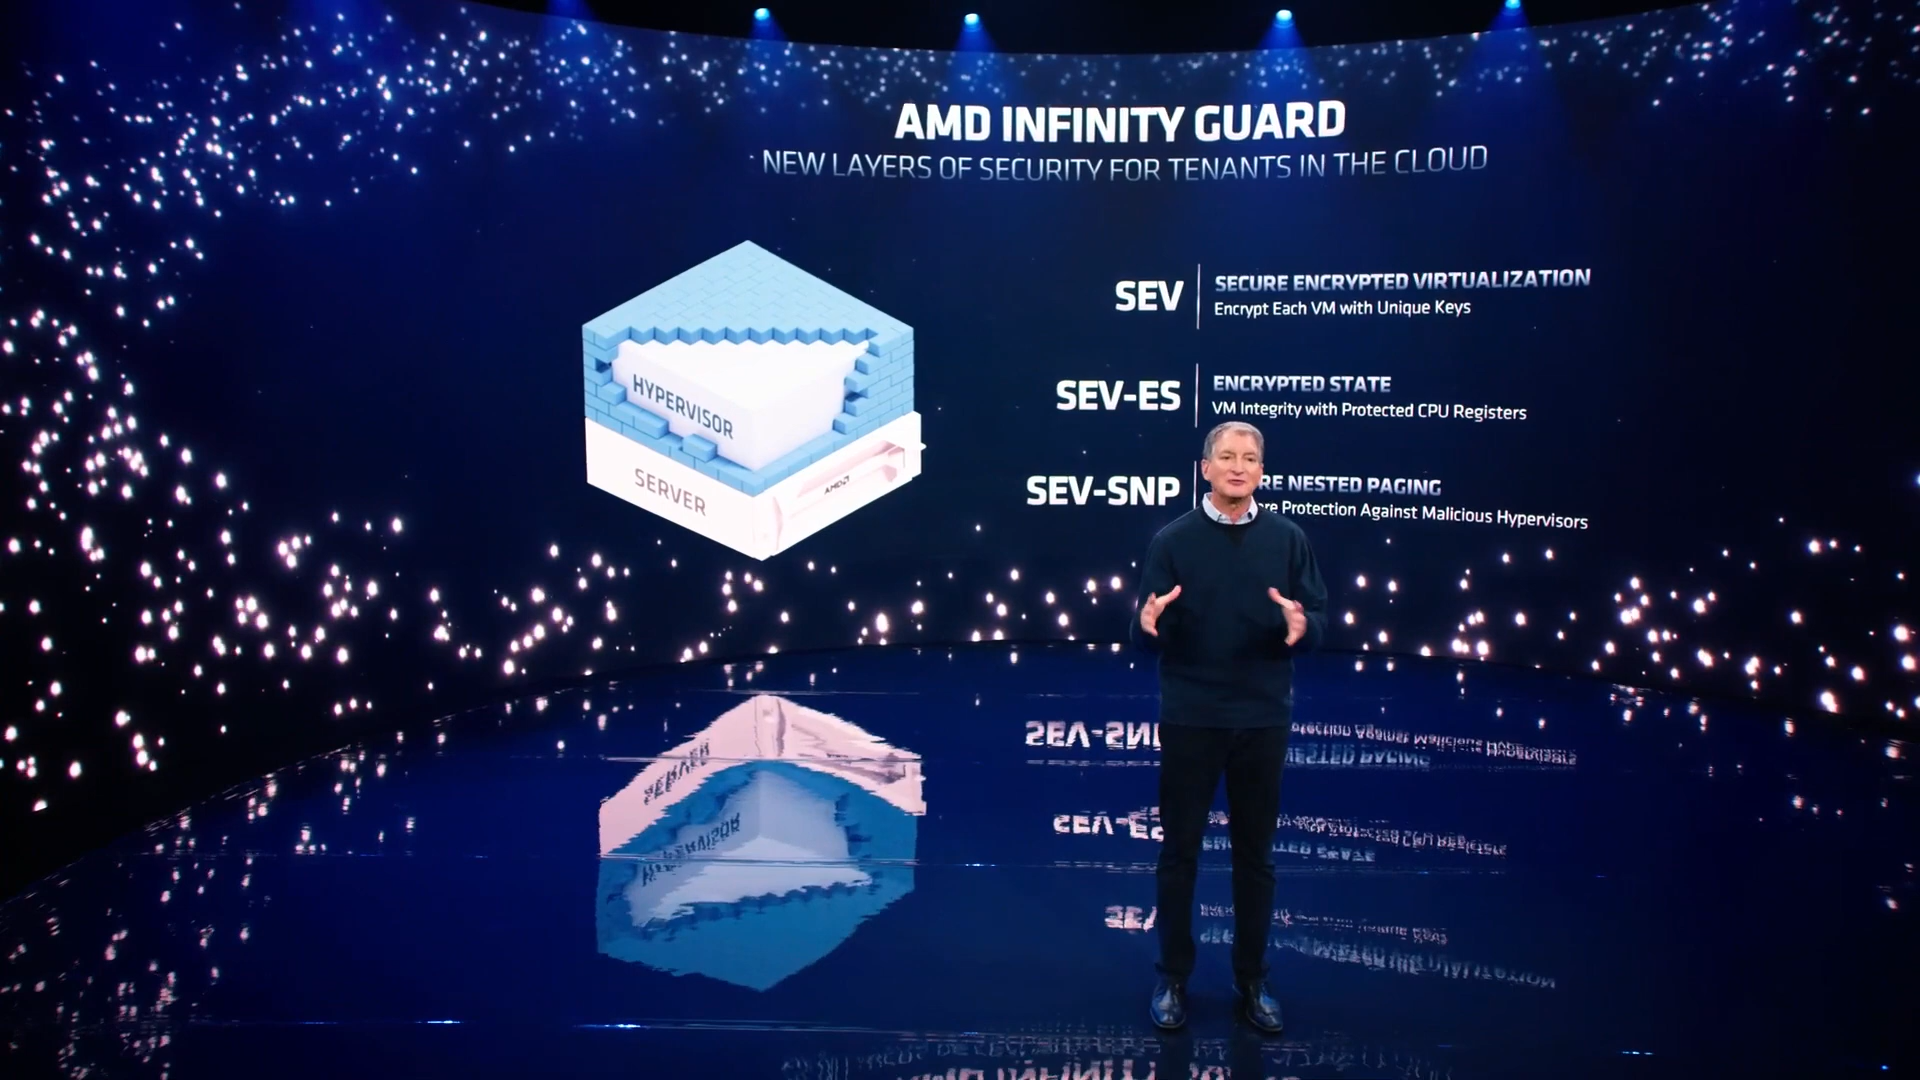 AMD INFINITY GUARD
NEW LAYERS OF SECURITY FOR TENANTS IN THE CLOUD
HYPERVISOR
SERVER
AMD
SEV
SECURE ENCRYPTED VIRTUALIZATION
Encrypt Each VM with Unique Keys
SEV-ES
ENCRYPTED STATE
VM Integrity with Protected CPU Registers
SEV-SNP
NESTED PAGING
Protection Against Malicious Hypervisors